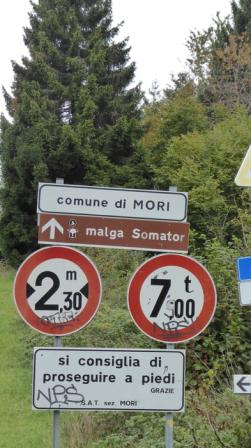 comune di MORI
malga Somator
2 m
,30
7 t
,00
si consiglia di
proseguire a piedi
GRAZIE
S.A.T. sez. MORI